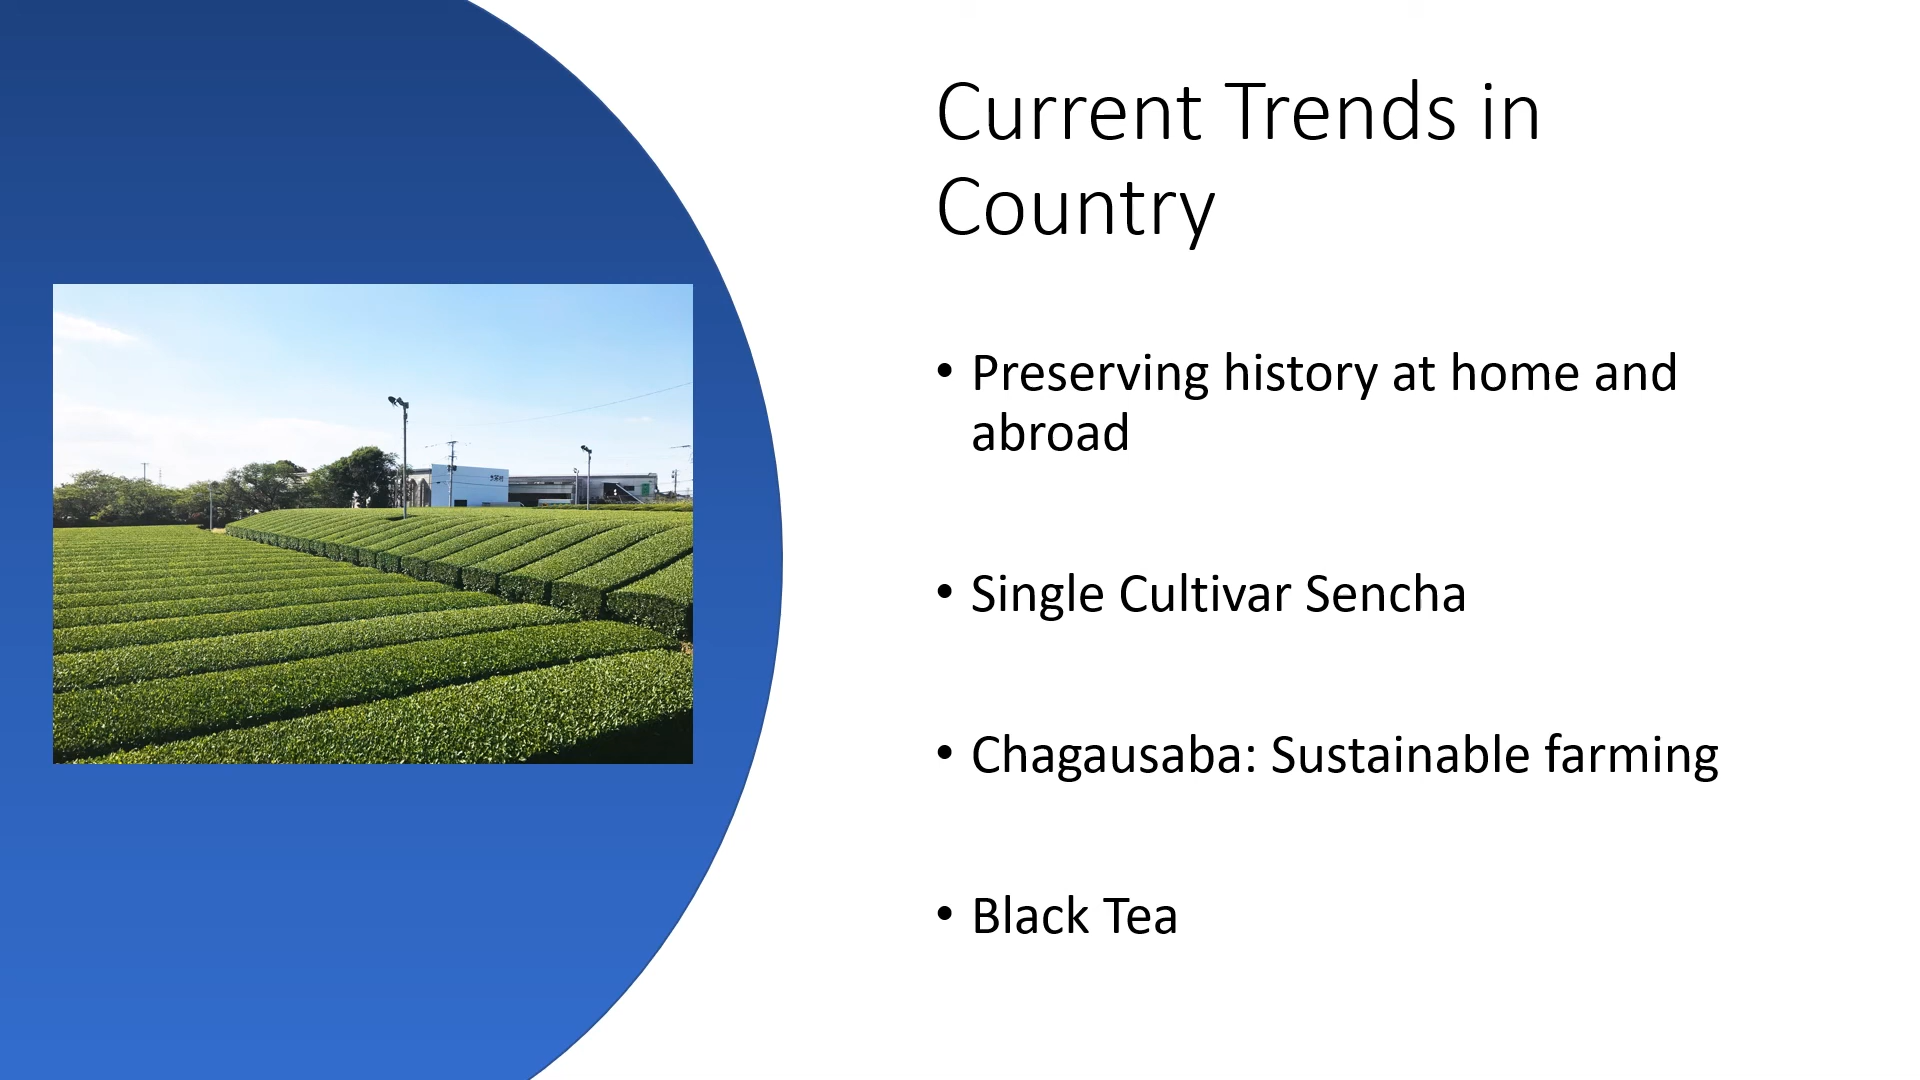 Current Trends in
Country
• Preserving history at home and
abroad
• Single Cultivar Sencha
• Chagausaba: Sustainable farming
• Black Tea